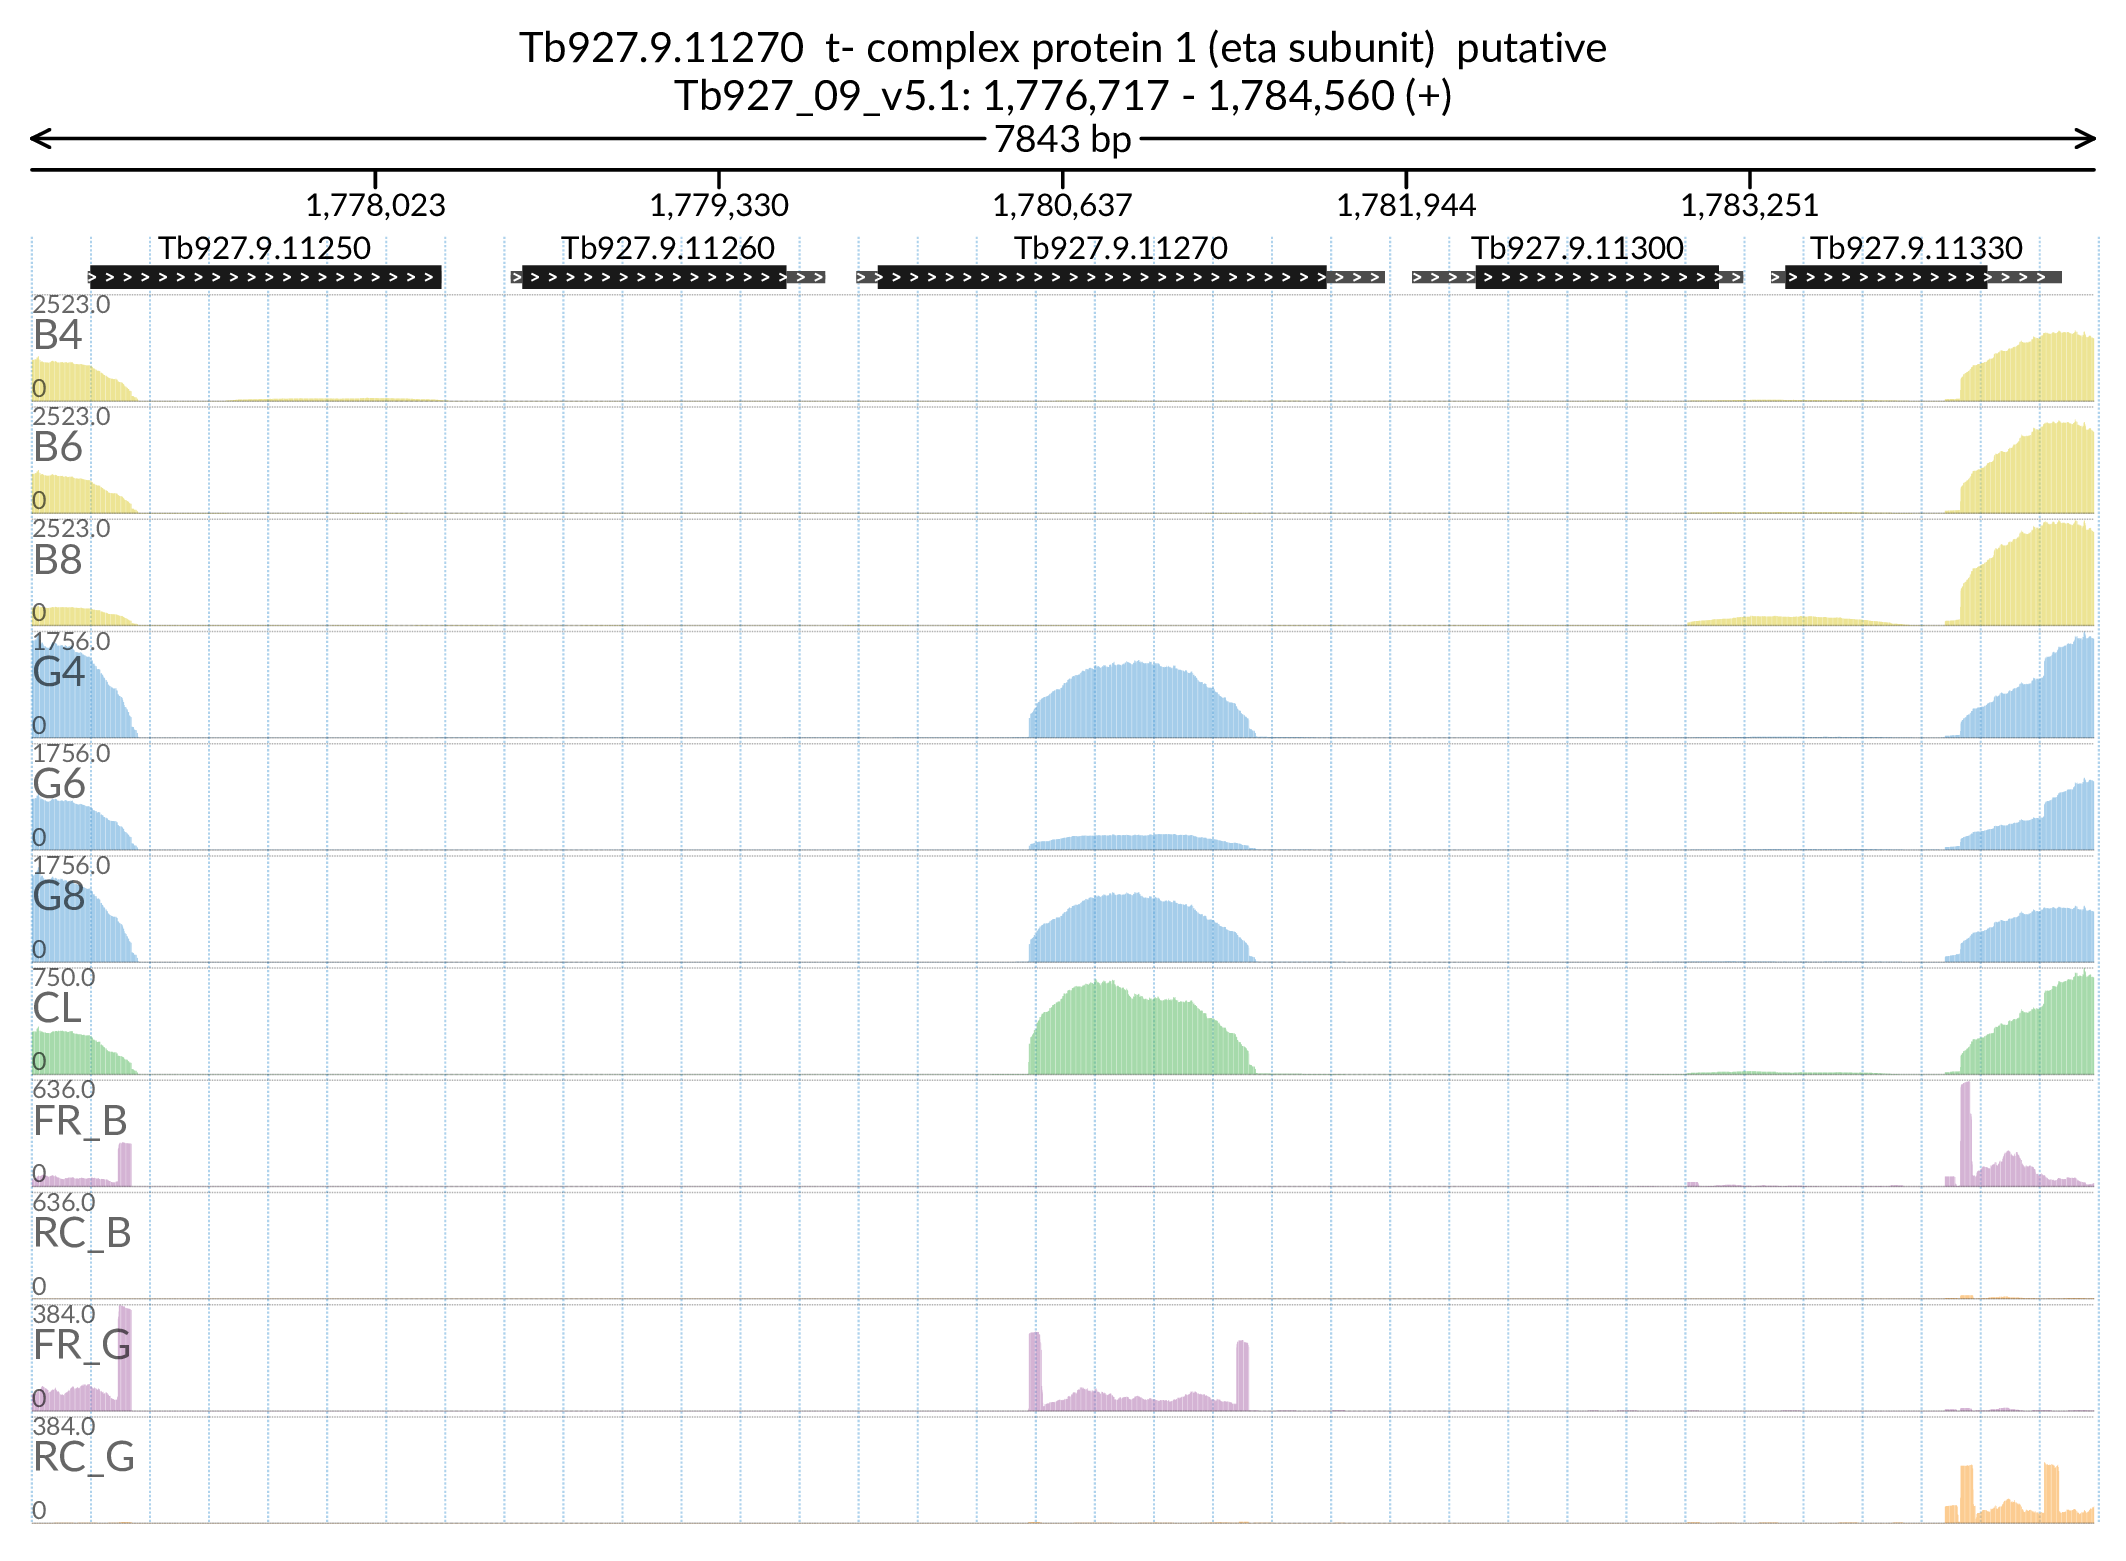 Tb927.9.11270  t- complex protein 1 (eta subunit)  putative
Tb927_09_v5.1: 1,776,717 - 1,784,560 (+)
7843 bp
1,778,023 1,779,330 1,780,637 1,781,944 1,783,251
Tb927.9.11250 Tb927.9.11260 Tb927.9.11270 Tb927.9.11300 Tb927.9.11330
2523.0
B4
0
2523.0
B6
0
2523.0
B8
0
1756.0
G4
0
1756.0
G6
0
1756.0
G8
0
750.0
CL
0
636.0
FR_B
0
636.0
RC_B
0
384.0
FR_G
0
384.0
RC_G
0